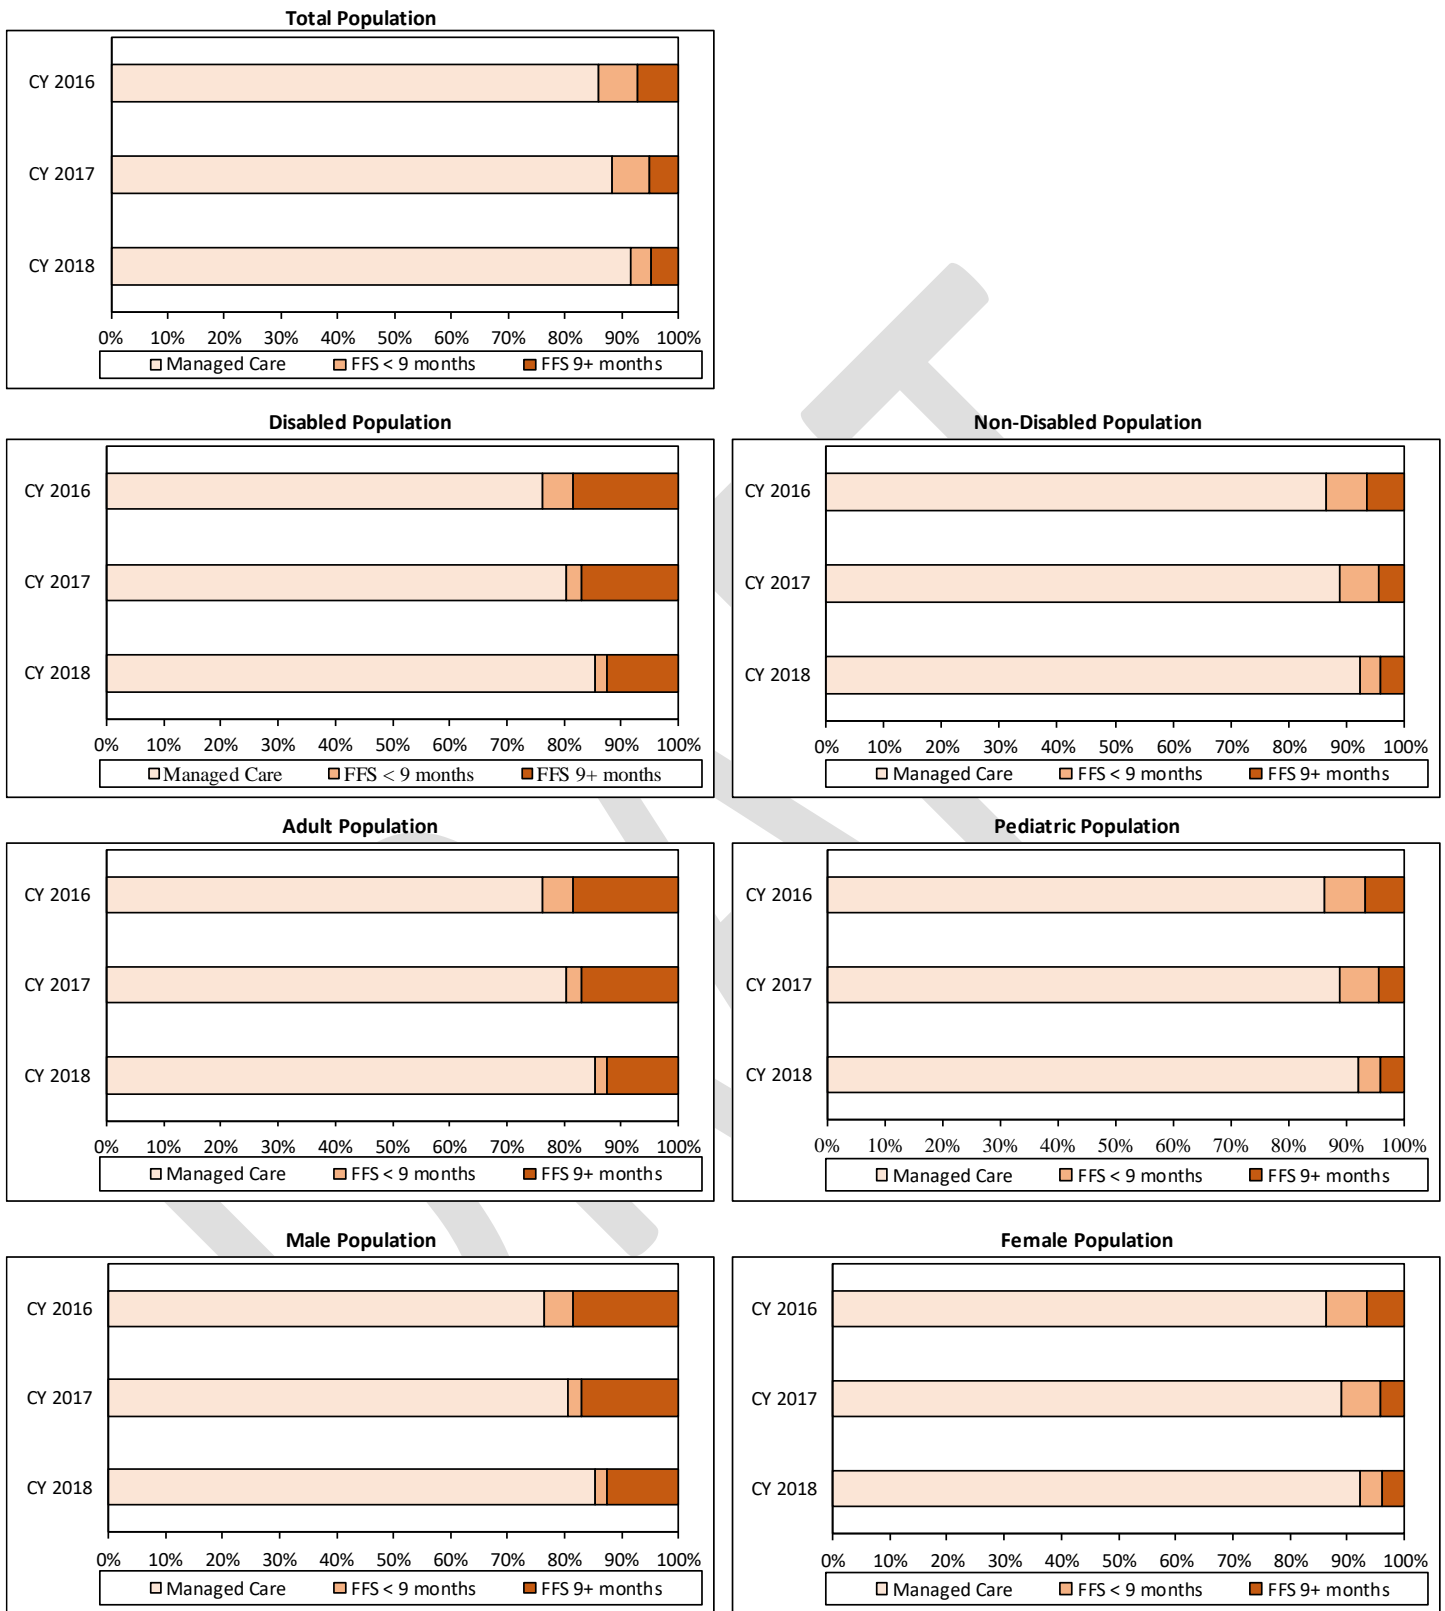 Total Population
CY 2016
CY 2017
CY 2018
0% 10% 20% 30% 40% 50% 60% 70% 80% 90% 100%
Managed Care FFS < 9 months FFS 9+ months
Disabled Population
CY 2016
CY 2017
CY 2018
0% 10% 20% 30% 40% 50% 60% 70% 80% 90% 100%
Managed Care FFS < 9 months FFS 9+ months
Non-Disabled Population
CY 2016
CY 2017
CY 2018
0% 10% 20% 30% 40% 50% 60% 70% 80% 90% 100%
Managed Care FFS < 9 months FFS 9+ months
Adult Population
CY 2016
CY 2017
CY 2018
0% 10% 20% 30% 40% 50% 60% 70% 80% 90% 100%
Managed Care FFS < 9 months FFS 9+ months
Pediatric Population
CY 2016
CY 2017
CY 2018
0% 10% 20% 30% 40% 50% 60% 70% 80% 90% 100%
Managed Care FFS < 9 months FFS 9+ months
Male Population
CY 2016
CY 2017
CY 2018
0% 10% 20% 30% 40% 50% 60% 70% 80% 90% 100%
Managed Care FFS < 9 months FFS 9+ months
Female Population
CY 2016
CY 2017
CY 2018
0% 10% 20% 30% 40% 50% 60% 70% 80% 90% 100%
Managed Care FFS < 9 months FFS 9+ months